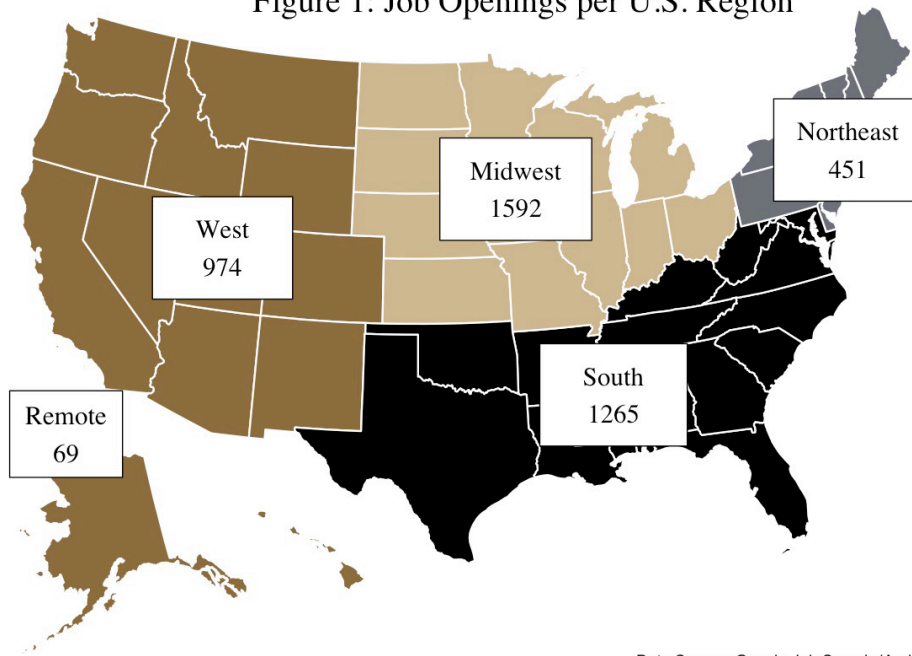 Figure 1: Job Openings per U.S. Region
Northeast
451
Midwest
1592
West
974
South
1265
Remote
69